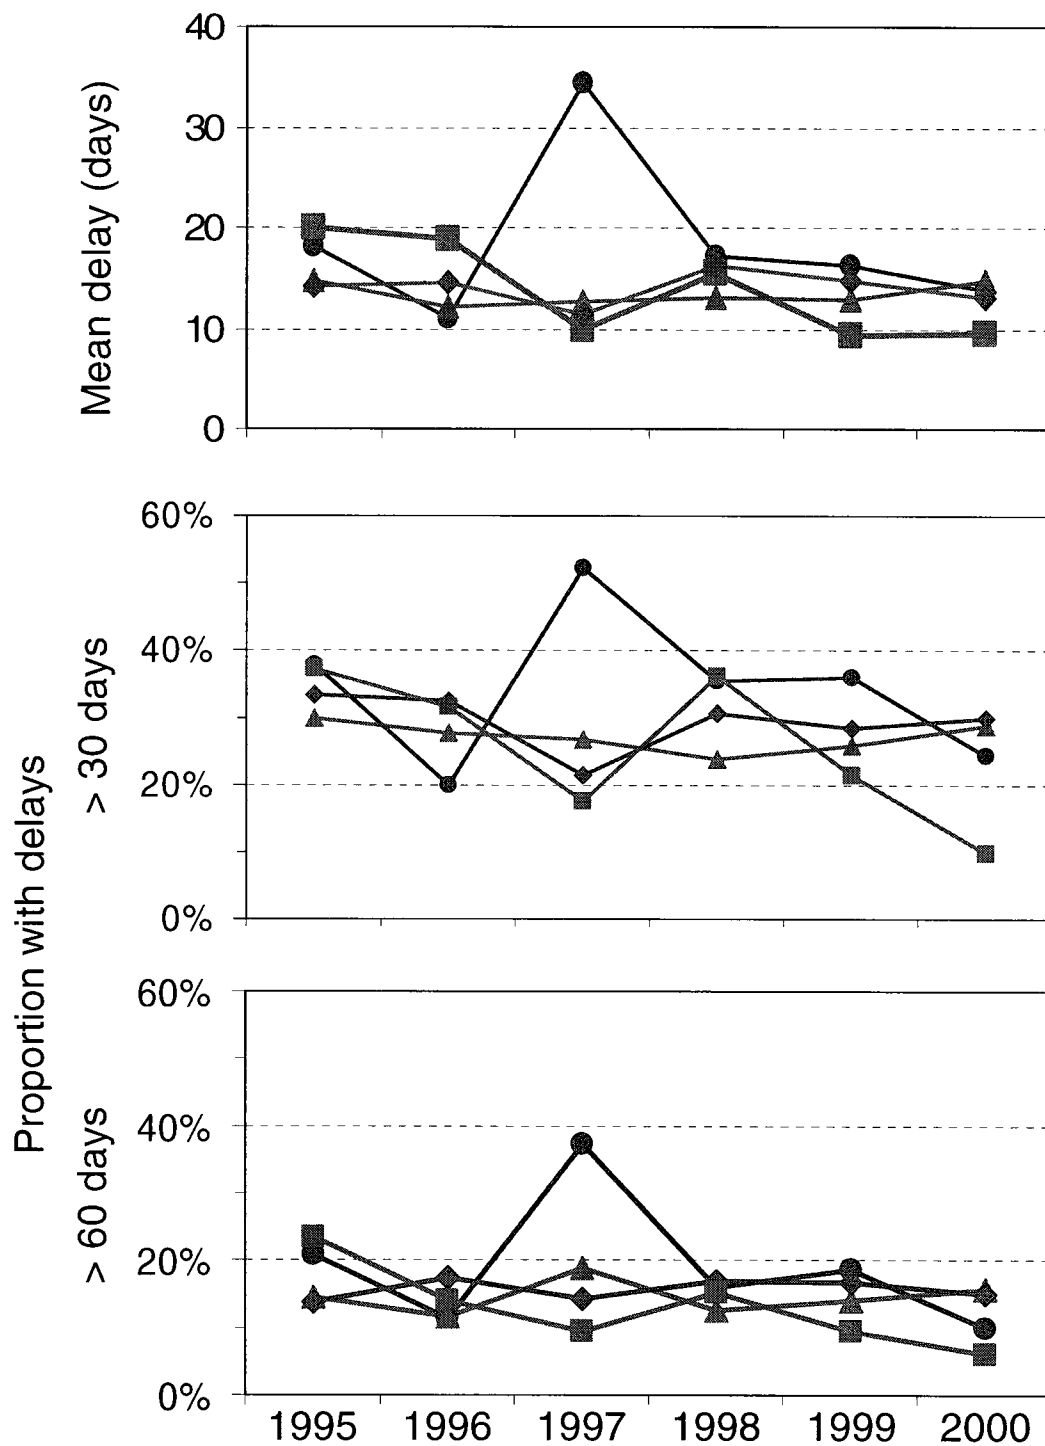 Mean delay (days)
40
30
20
10
0
Proportion with delays
> 30 days
60%
40%
20%
0%
> 60 days
60%
40%
20%
0%
1995 1996 1997 1998 1999 2000